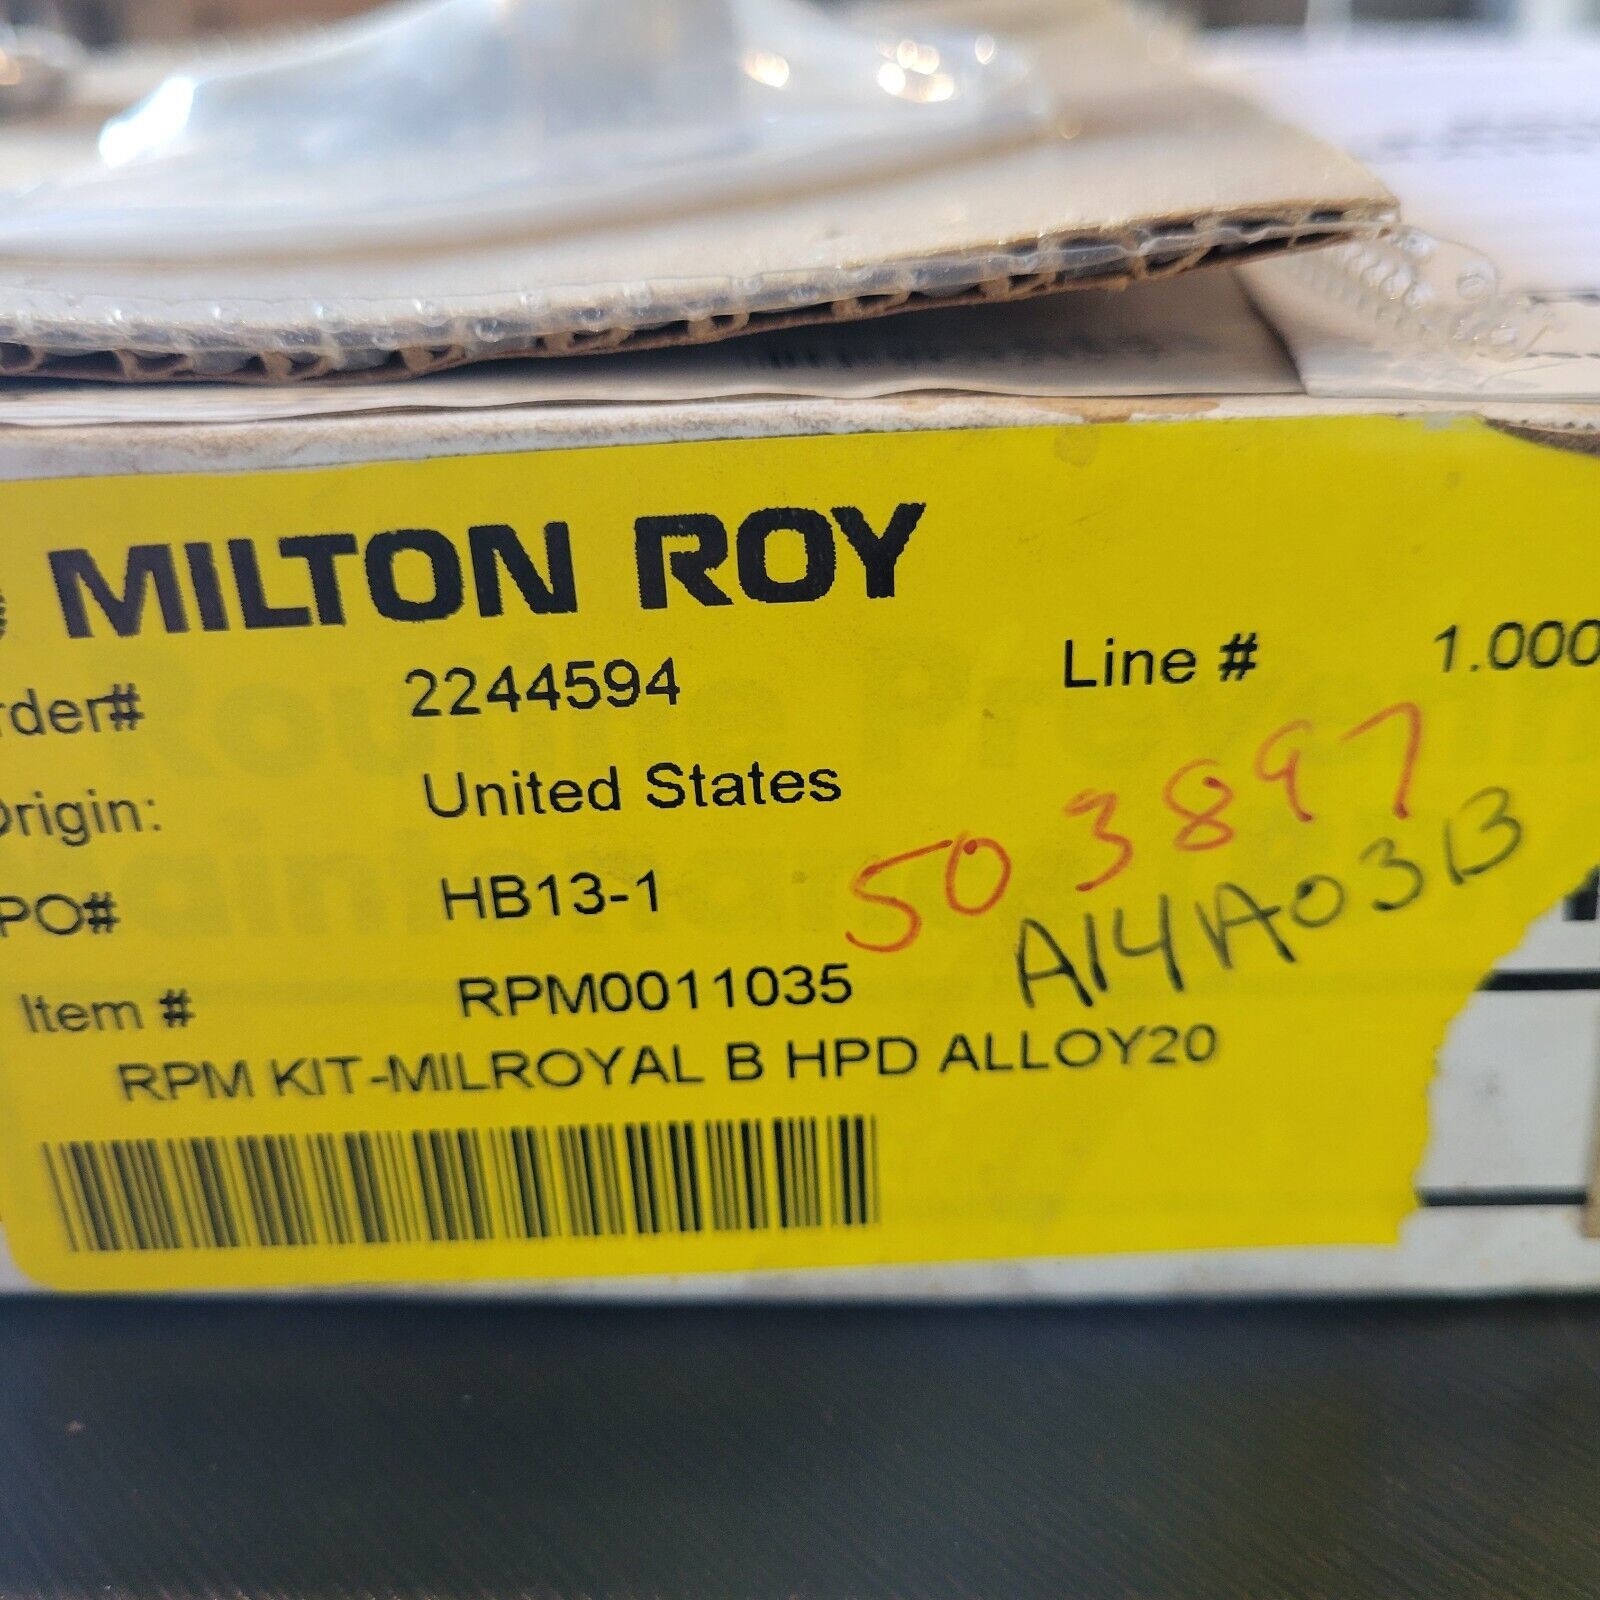 MILTON ROY
rder# 2244594 Line # 1.000
Origin: United States
503897
PO# HB13-1
A14A03B
Item # RPM0011035
RPM KIT-MILROYAL B HPD ALLOY20